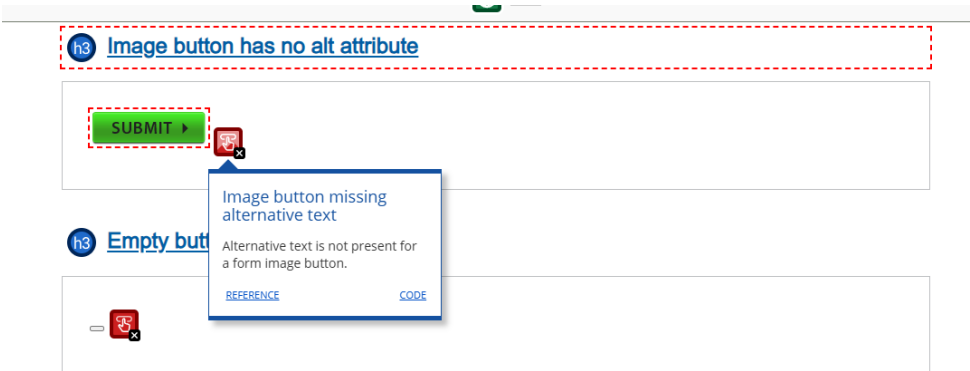 h3 Image button has no alt attribute
SUBMIT
Image button missing
alternative text
Alternative text is not present for
a form image button.
REFERENCE CODE
h3 Empty butt